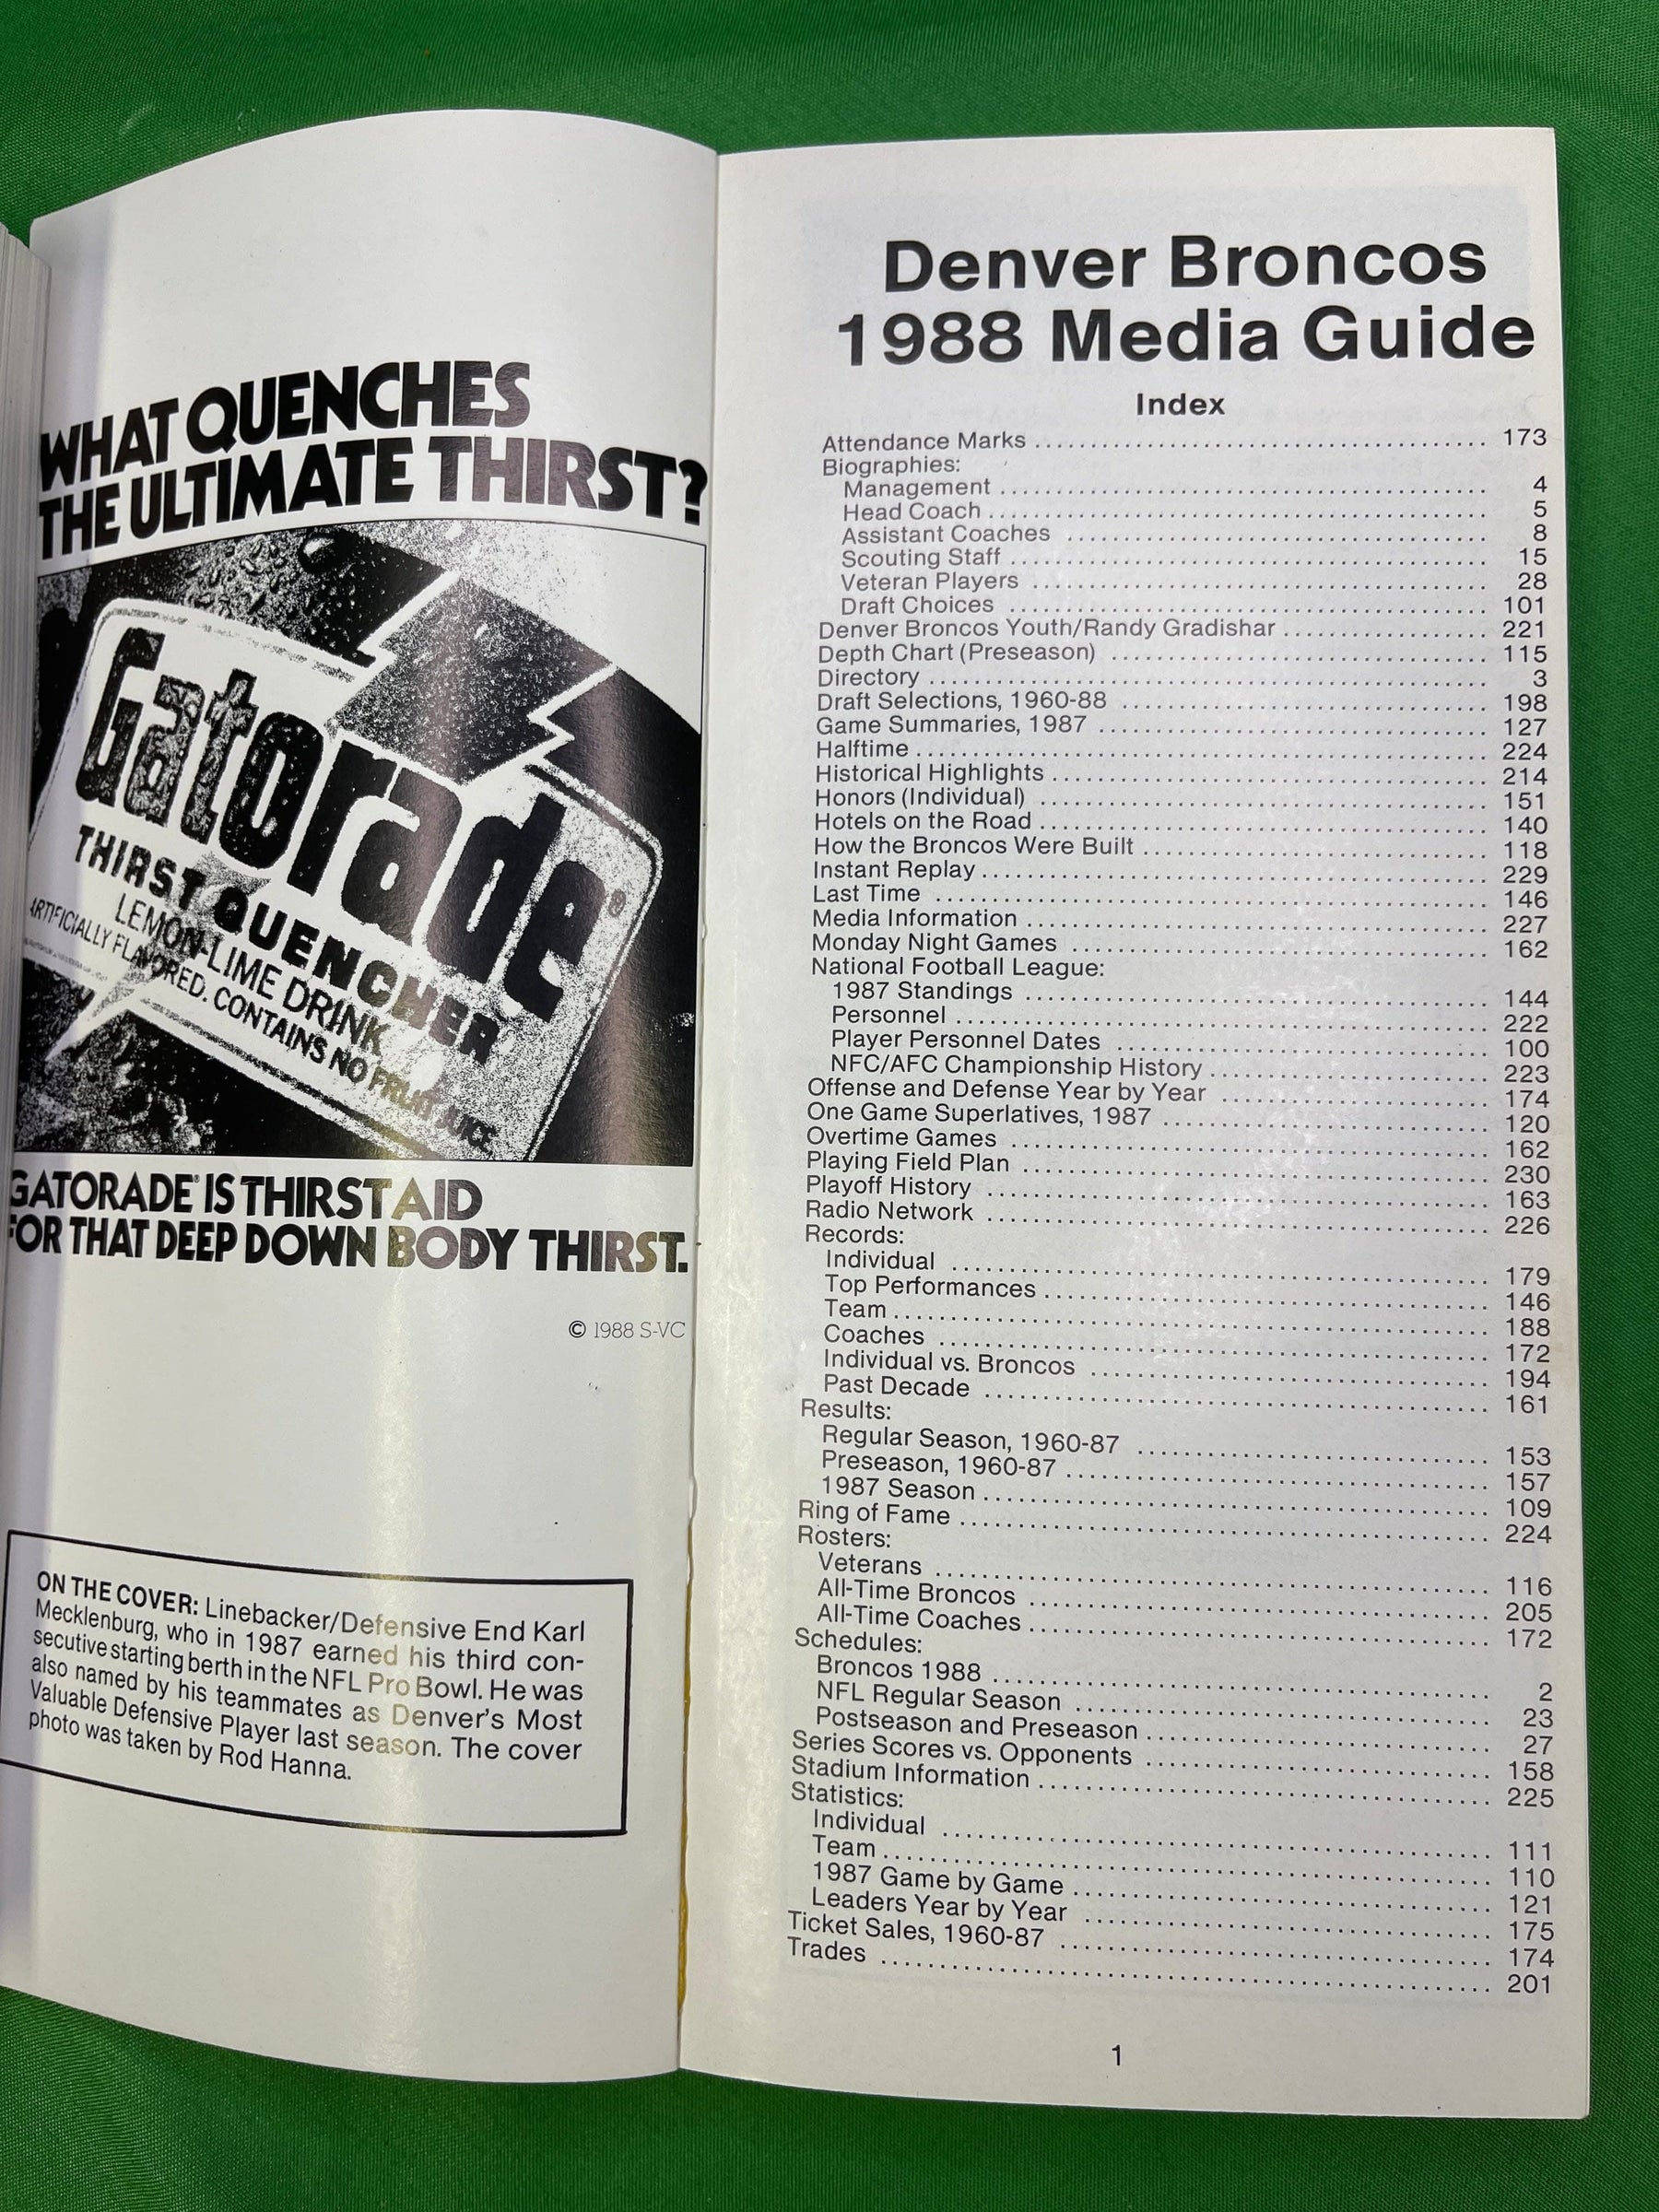 WHAT QUENCHES
THE ULTIMATE THIRST?
Gatorade®
THIRST QUENCHER
LEMON-LIME DRINK
ARTIFICIALLY FLAVORED. CONTAINS NO FRUIT JUICE
GATORADE® IS THIRST AID
FOR THAT DEEP DOWN BODY THIRST.
© 1988 S-VC
ON THE COVER: Linebacker/Defensive End Karl
Mecklenburg, who in 1987 earned his third con-
secutive starting berth in the NFL Pro Bowl. He was
also named by his teammates as Denver's Most
Valuable Defensive Player last season. The cover
photo was taken by Rod Hanna.
Denver Broncos
1988 Media Guide
Index
Attendance Marks ........ 173
Biographies:
Management ........ 4
Head Coach ........ 5
Assistant Coaches ........ 8
Scouting Staff ........ 15
Veteran Players ........ 28
Draft Choices ........ 101
Denver Broncos Youth/Randy Gradishar ........ 221
Depth Chart (Preseason) ........ 115
Directory ........ 3
Draft Selections, 1960-88 ........ 198
Game Summaries, 1987 ........ 127
Halftime ........ 224
Historical Highlights ........ 214
Honors (Individual) ........ 151
Hotels on the Road ........ 140
How the Broncos Were Built ........ 118
Instant Replay ........ 229
Last Time ........ 146
Media Information ........ 227
Monday Night Games ........ 162
National Football League:
1987 Standings ........ 144
Personnel ........ 222
Player Personnel Dates ........ 100
NFC/AFC Championship History ........ 223
Offense and Defense Year by Year ........ 174
One Game Superlatives, 1987 ........ 120
Overtime Games ........ 162
Playing Field Plan ........ 230
Playoff History ........ 163
Radio Network ........ 226
Records:
Individual ........ 179
Top Performances ........ 146
Team ........ 188
Coaches ........ 172
Individual vs. Broncos ........ 194
Past Decade ........ 161
Results:
Regular Season, 1960-87 ........ 153
Preseason, 1960-87 ........ 157
1987 Season ........ 109
Ring of Fame ........ 224
Rosters:
Veterans ........ 116
All-Time Broncos ........ 205
All-Time Coaches ........ 172
Schedules:
Broncos 1988 ........ 2
NFL Regular Season ........ 23
Postseason and Preseason ........ 27
Series Scores vs. Opponents ........ 158
Stadium Information ........ 225
Statistics:
Individual ........ 111
Team ........ 110
1987 Game by Game ........ 121
Leaders Year by Year ........ 175
Ticket Sales, 1960-87 ........ 174
Trades ........ 201
1